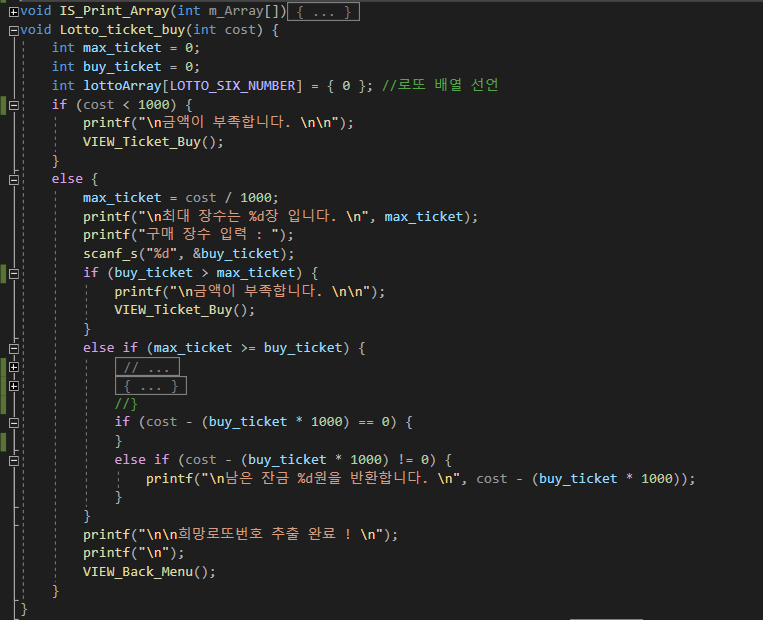 void IS_Print_Array(int m_Array[]) { ... }
void Lotto_ticket_buy(int cost) {
    int max_ticket = 0;
    int buy_ticket = 0;
    int lottoArray[LOTTO_SIX_NUMBER] = { 0 }; //로또 배열 선언
    if (cost < 1000) {
        printf("\n금액이 부족합니다. \n\n");
        VIEW_Ticket_Buy();
    }
    else {
        max_ticket = cost / 1000;
        printf("\n최대 장수는 %d장 입니다. \n", max_ticket);
        printf("구매 장수 입력 : ");
        scanf_s("%d", &buy_ticket);
        if (buy_ticket > max_ticket) {
            printf("\n금액이 부족합니다. \n\n");
            VIEW_Ticket_Buy();
        }
        else if (max_ticket >= buy_ticket) {
            // ...
            { ... }
            //}
            if (cost - (buy_ticket * 1000) == 0) {
            }
            else if (cost - (buy_ticket * 1000) != 0) {
                printf("\n남은 잔금 %d원을 반환합니다. \n", cost - (buy_ticket * 1000));
            }
        }
        printf("\n\n희망로또번호 추출 완료 ! \n");
        printf("\n");
        VIEW_Back_Menu();
    }
}